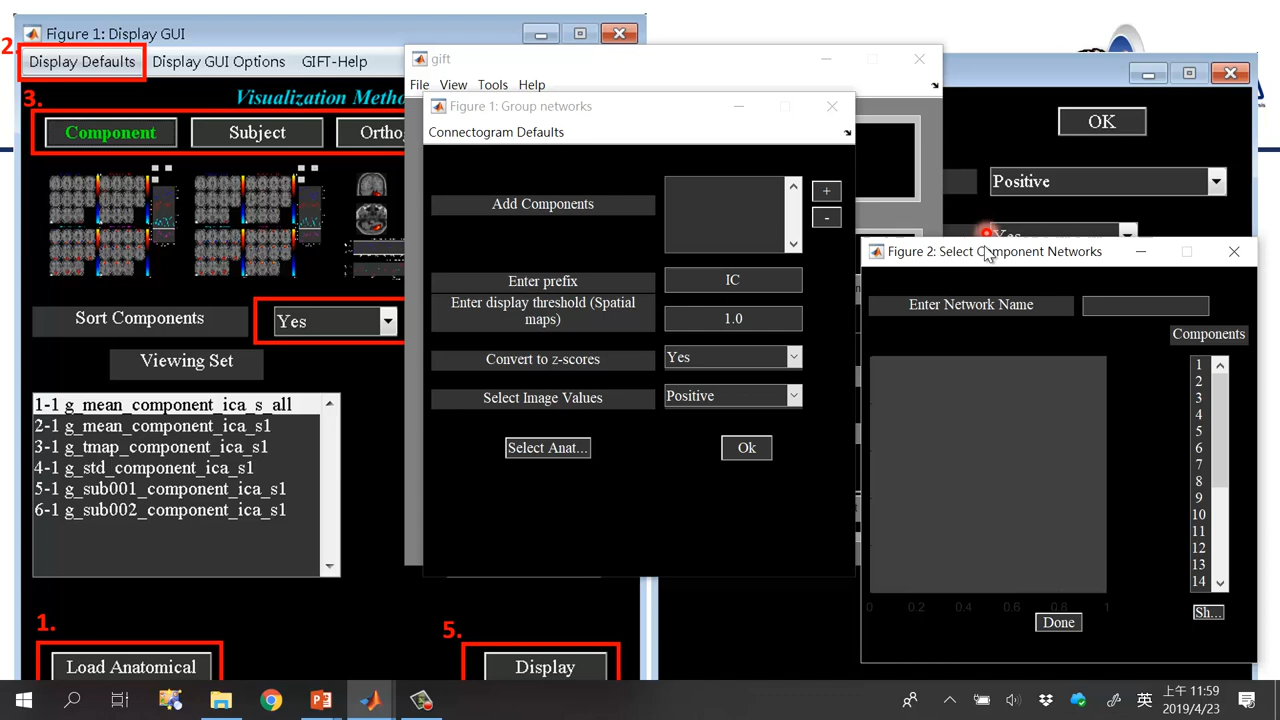 2
Figure 1: Display GUI
Display Defaults
Display GUI Options
GIFT-Help
3.
Visualization Metho
Component
Subject
Ortho
Sort Components
Yes
Viewing Set
1-1 g_mean_component_ica_s_all
2-1 g_mean_component_ica_s1
3-1 g_tmap_component_ica_s1
4-1 g_std_component_ica_s1
5-1 g_sub001_component_ica_s1
6-1 g_sub002_component_ica_s1
1.
Load Anatomical
5.
Display
gift
File View Tools Help
Figure 1: Group networks
Connectogram Defaults
Add Components
+
-
Enter prefix
IC
Enter display threshold (Spatial
maps)
1.0
Convert to z-scores
Yes
Select Image Values
Positive
Select Anat...
Ok
OK
Positive
Yes
Figure 2: Select Component Networks
Enter Network Name
Components
1
2
3
4
5
6
7
8
9
10
11
12
13
14
0 0.2 0.4 0.6 0.8 1
Done
Sh...
英
上午 11:59
2019/4/23